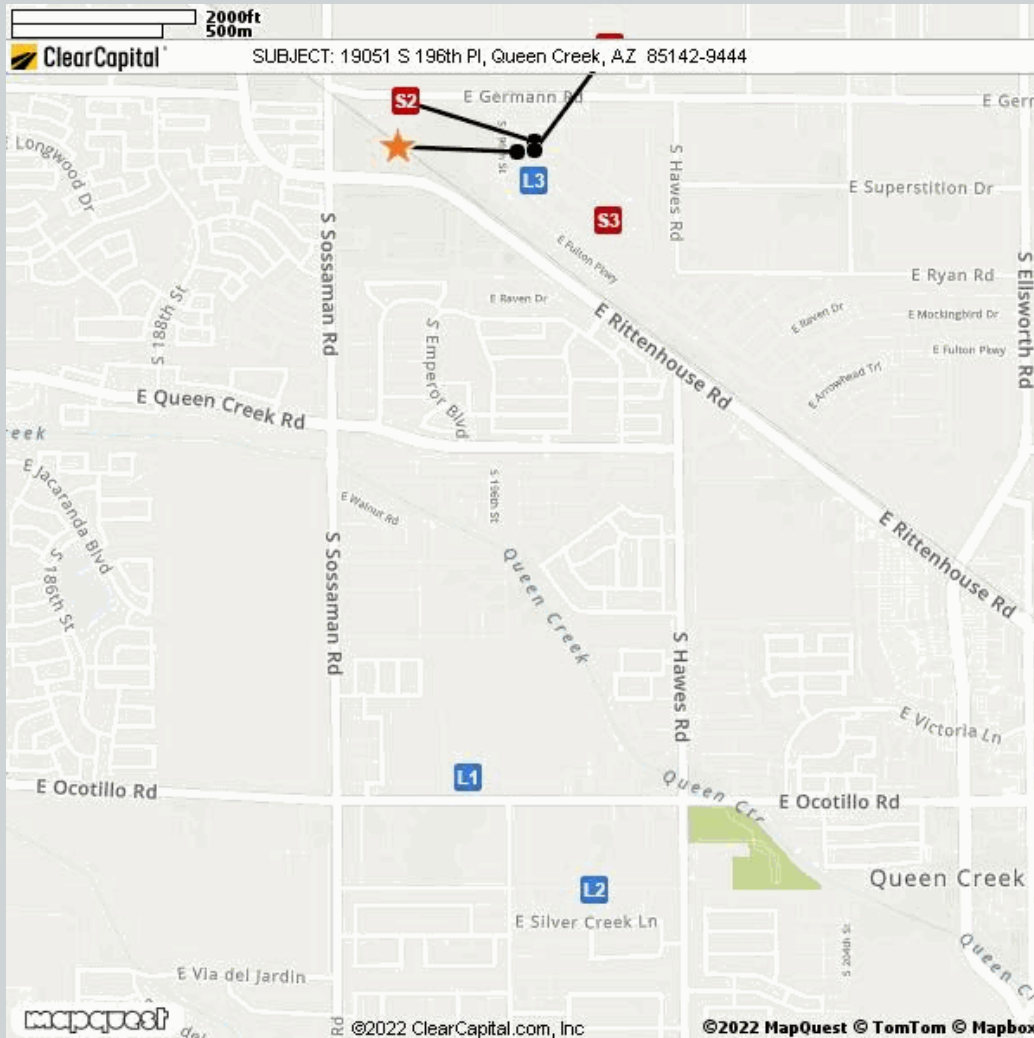 2000ft
500m
ClearCapital
SUBJECT: 19051 S 196th Pl, Queen Creek, AZ 85142-9444
S2
E Germann Rd
E Germ
E Longwood Dr
L3
S Hawes Rd
E Superstition Dr
S3
S Sossaman Rd
E Fulton Pkwy
E Ryan Rd
S Ellsworth Rd
S 188th St
E Raven Dr
E Raven Dr
E Mockingbird Dr
S Emperor Blvd
E Rittenhouse Rd
E Fulton Pkwy
E Arrowhead Trl
E Queen Creek Rd
eek
E Jacaranda Blvd
S 196th St
E Walnut Rd
E Rittenhouse Rd
S 186th St
S Sossaman Rd
Queen Creek
S Hawes Rd
E Victoria Ln
L1
E Ocotillo Rd
Queen Cre
E Ocotillo Rd
L2
Queen Creek
E Silver Creek Ln
S 204th St
E Via del Jardin
Queen C
mapquest
del
Rd
©2022 ClearCapital.com, Inc
©2022 MapQuest © TomTom © Mapbox